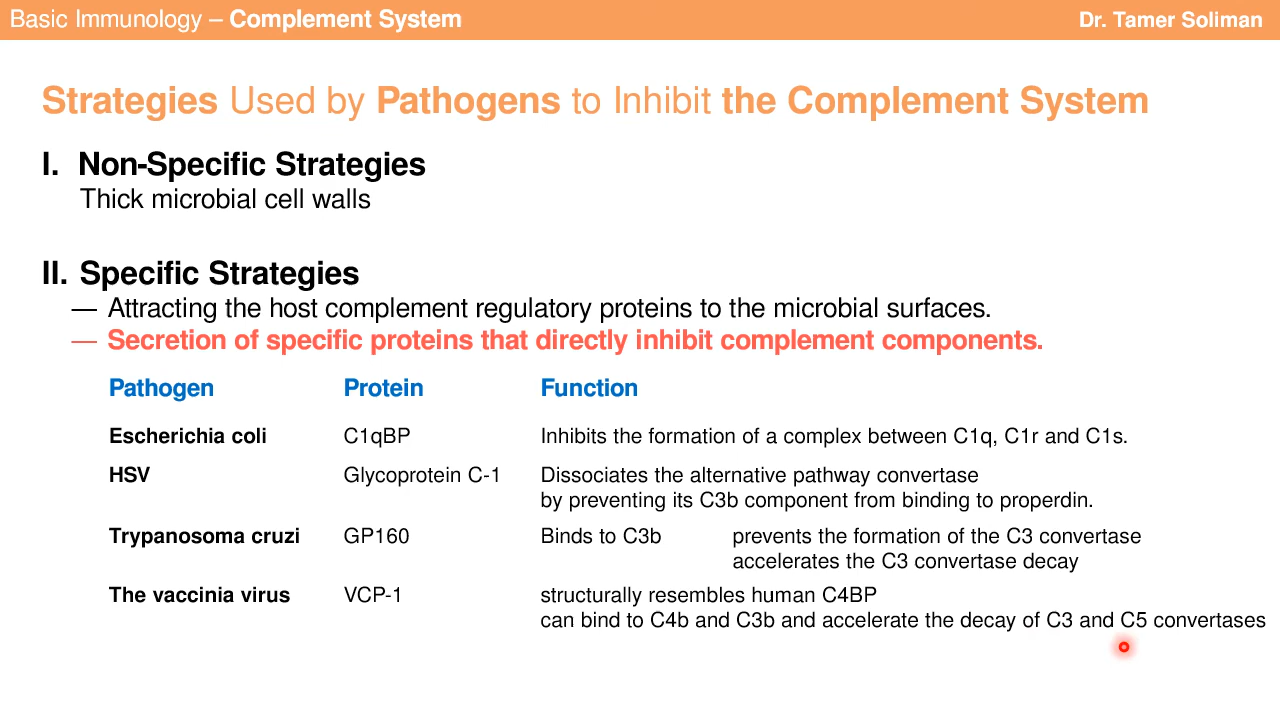 Basic Immunology – Complement System
Dr. Tamer Soliman
Strategies Used by Pathogens to Inhibit the Complement System
I. Non-Specific Strategies
Thick microbial cell walls
II. Specific Strategies
— Attracting the host complement regulatory proteins to the microbial surfaces.
— Secretion of specific proteins that directly inhibit complement components.
Pathogen Protein Function
Escherichia coli C1qBP Inhibits the formation of a complex between C1q, C1r and C1s.
HSV Glycoprotein C-1 Dissociates the alternative pathway convertase
by preventing its C3b component from binding to properdin.
Trypanosoma cruzi GP160 Binds to C3b prevents the formation of the C3 convertase
accelerates the C3 convertase decay
The vaccinia virus VCP-1 structurally resembles human C4BP
can bind to C4b and C3b and accelerate the decay of C3 and C5 convertases